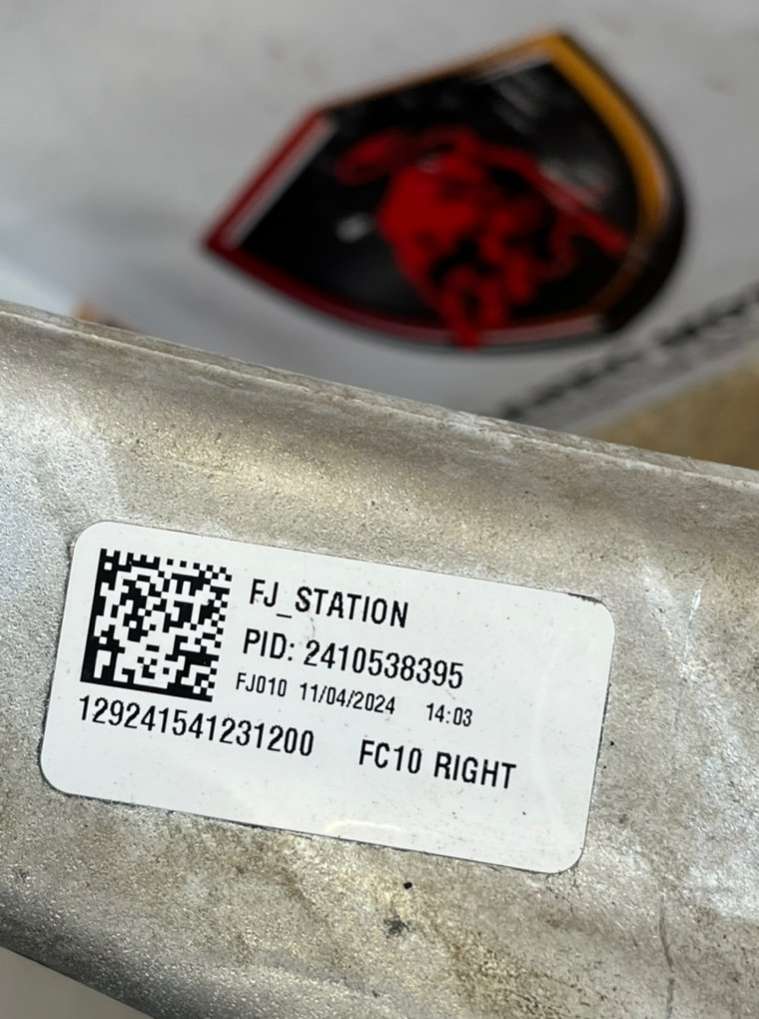 FJ_STATION
PID: 2410538395
FJ010 11/04/2024 14:03
129241541231200 FC10 RIGHT